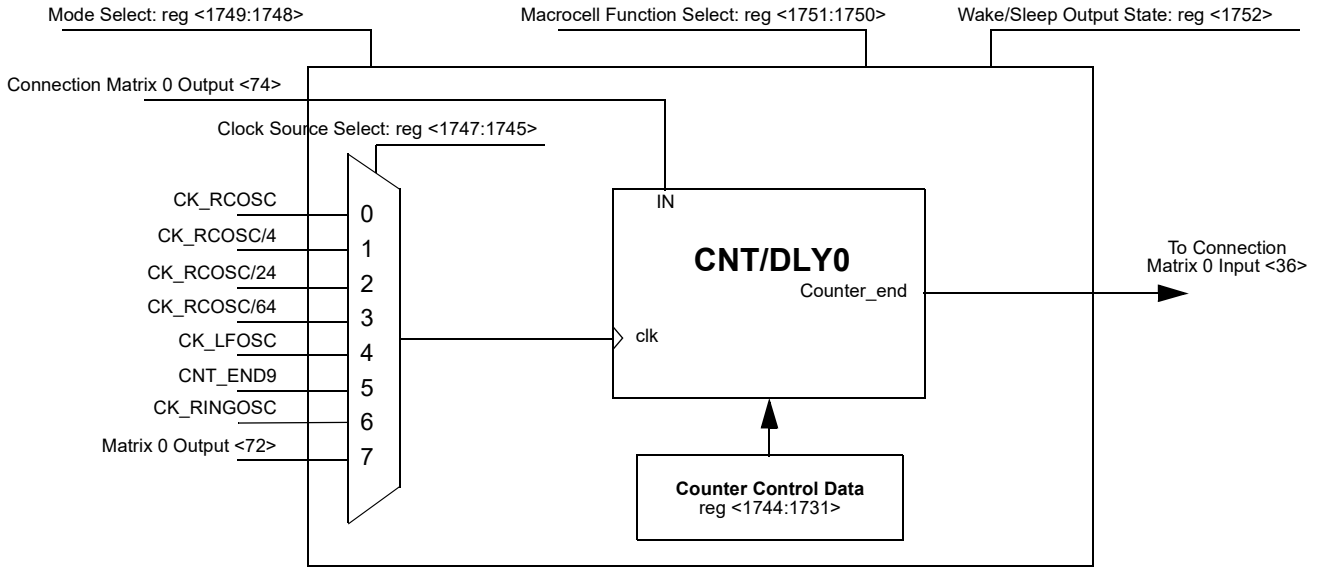 Mode Select: reg <1749:1748>
Macrocell Function Select: reg <1751:1750>
Wake/Sleep Output State: reg <1752>
Connection Matrix 0 Output <74>
Clock Source Select: reg <1747:1745>
CK_RCOSC
0
CK_RCOSC/4
1
CK_RCOSC/24
2
CK_RCOSC/64
3
CK_LFOSC
4
CNT_END9
5
CK_RINGOSC
6
Matrix 0 Output <72>
7
IN
CNT/DLY0
Counter_end
clk
To Connection
Matrix 0 Input <36>
Counter Control Data
reg <1744:1731>